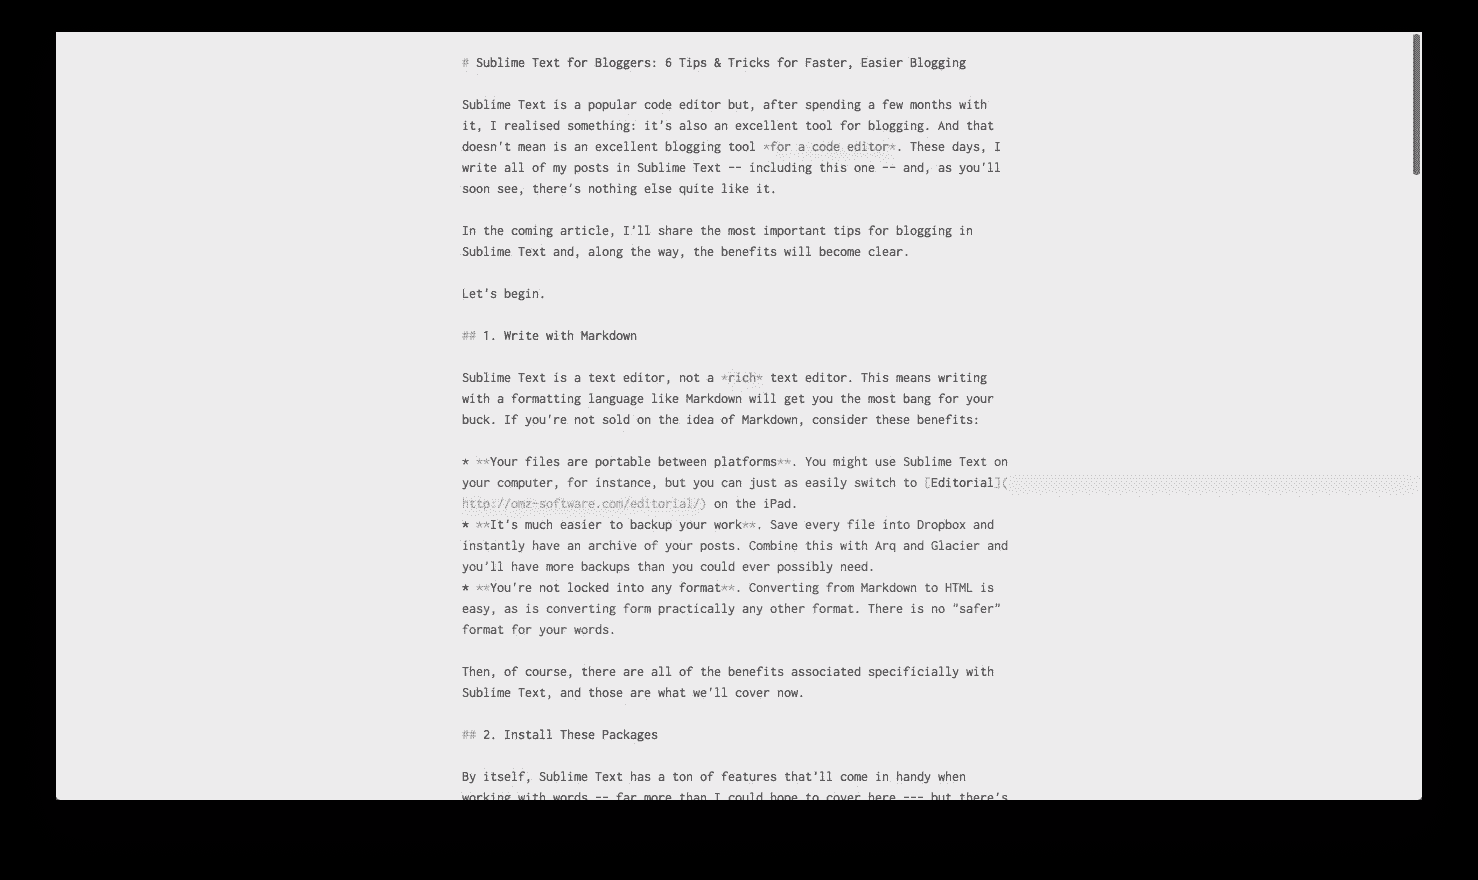 # Sublime Text for Bloggers: 6 Tips & Tricks for Faster, Easier Blogging
Sublime Text is a popular code editor but, after spending a few months with
it, I realised something: it's also an excellent tool for blogging. And that
doesn't mean is an excellent blogging tool *for a code editor*. These days, I
write all of my posts in Sublime Text -- including this one -- and, as you'll
soon see, there's nothing else quite like it.
In the coming article, I'll share the most important tips for blogging in
Sublime Text and, along the way, the benefits will become clear.
Let's begin.
## 1. Write with Markdown
Sublime Text is a text editor, not a *rich* text editor. This means writing
with a formatting language like Markdown will get you the most bang for your
buck. If you're not sold on the idea of Markdown, consider these benefits:
* **Your files are portable between platforms**. You might use Sublime Text on
your computer, for instance, but you can just as easily switch to [Editorial](
http://omz-software.com/editorial/) on the iPad.
* **It's much easier to backup your work**. Save every file into Dropbox and
instantly have an archive of your posts. Combine this with Arq and Glacier and
you'll have more backups than you could ever possibly need.
* **You're not locked into any format**. Converting from Markdown to HTML is
easy, as is converting form practically any other format. There is no "safer"
format for your words.
Then, of course, there are all of the benefits associated specificially with
Sublime Text, and those are what we'll cover now.
## 2. Install These Packages
By itself, Sublime Text has a ton of features that'll come in handy when
working with words -- far more than I could hope to cover here --- but there's